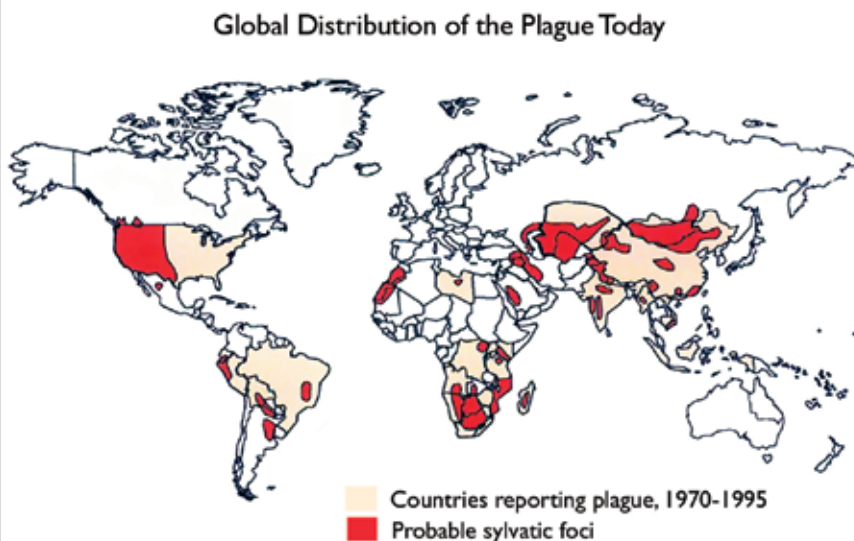 Global Distribution of the Plague Today
Countries reporting plague, 1970-1995
Probable sylvatic foci